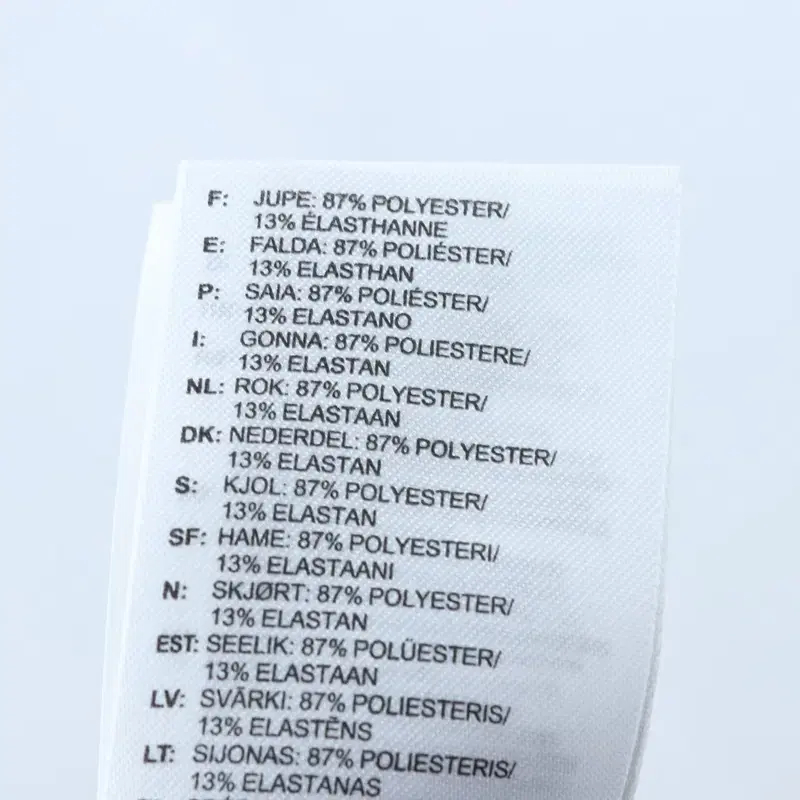 F: JUPE: 87% POLYESTER/
13% ÉLASTHANNE
E: FALDA: 87% POLIÉSTER/
13% ELASTHAN
P: SAIA: 87% POLIÉSTER/
13% ELASTANO
I: GONNA: 87% POLIESTERE/
13% ELASTAN
NL: ROK: 87% POLYESTER/
13% ELASTAAN
DK: NEDERDEL: 87% POLYESTER/
13% ELASTAN
S: KJOL: 87% POLYESTER/
13% ELASTAN
SF: HAME: 87% POLYESTERI/
13% ELASTAANI
N: SKJØRT: 87% POLYESTER/
13% ELASTAN
EST: SEELIK: 87% POLÜESTER/
13% ELASTAAN
LV: SVĀRKI: 87% POLIESTERIS/
13% ELASTĒNS
LT: SIJONAS: 87% POLIESTERIS/
13% ELASTANAS